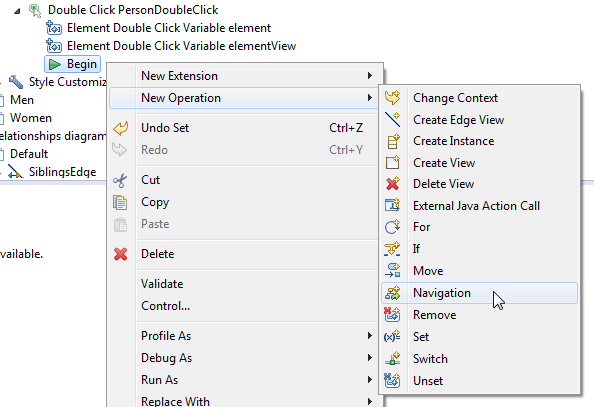 Double Click PersonDoubleClick
Element Double Click Variable element
Element Double Click Variable elementView
Begin
Style Customiz
Men
Women
elationships diagram
Default
SiblingsEdge
vailable.
New Extension
New Operation
Undo Set Ctrl+Z
Redo Ctrl+Y
Cut
Copy
Paste
Delete
Validate
Control...
Profile As
Debug As
Run As
Replace With
Change Context
Create Edge View
Create Instance
Create View
Delete View
External Java Action Call
For
If
Move
Navigation
Remove
Set
Switch
Unset